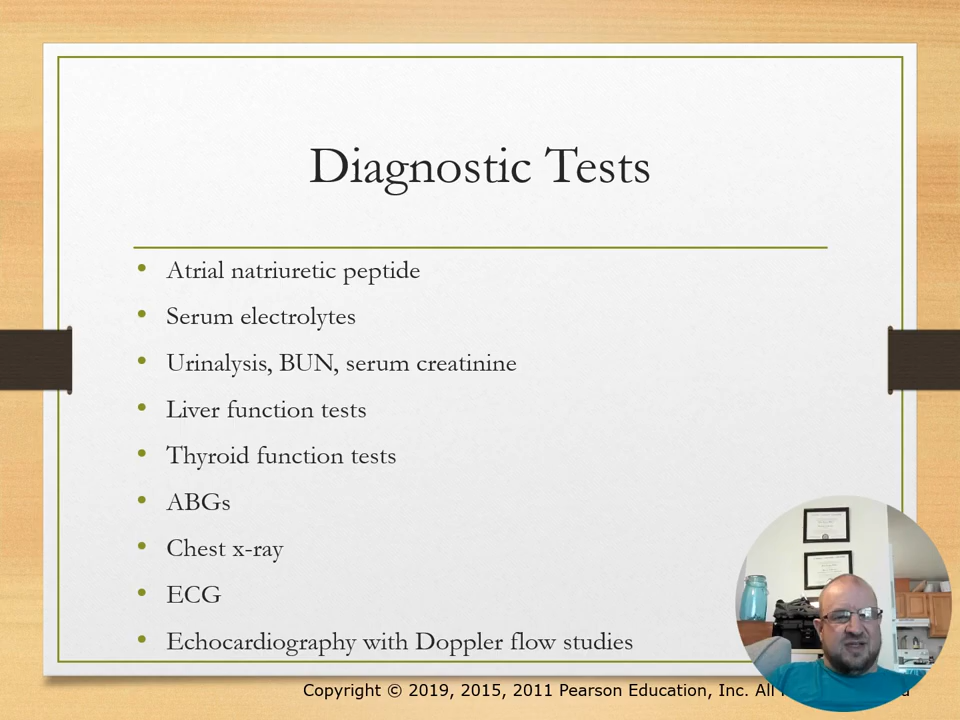 Diagnostic Tests
• Atrial natriuretic peptide
• Serum electrolytes
• Urinalysis, BUN, serum creatinine
• Liver function tests
• Thyroid function tests
• ABGs
• Chest x-ray
• ECG
• Echocardiography with Doppler flow studies
Copyright © 2019, 2015, 2011 Pearson Education, Inc. All